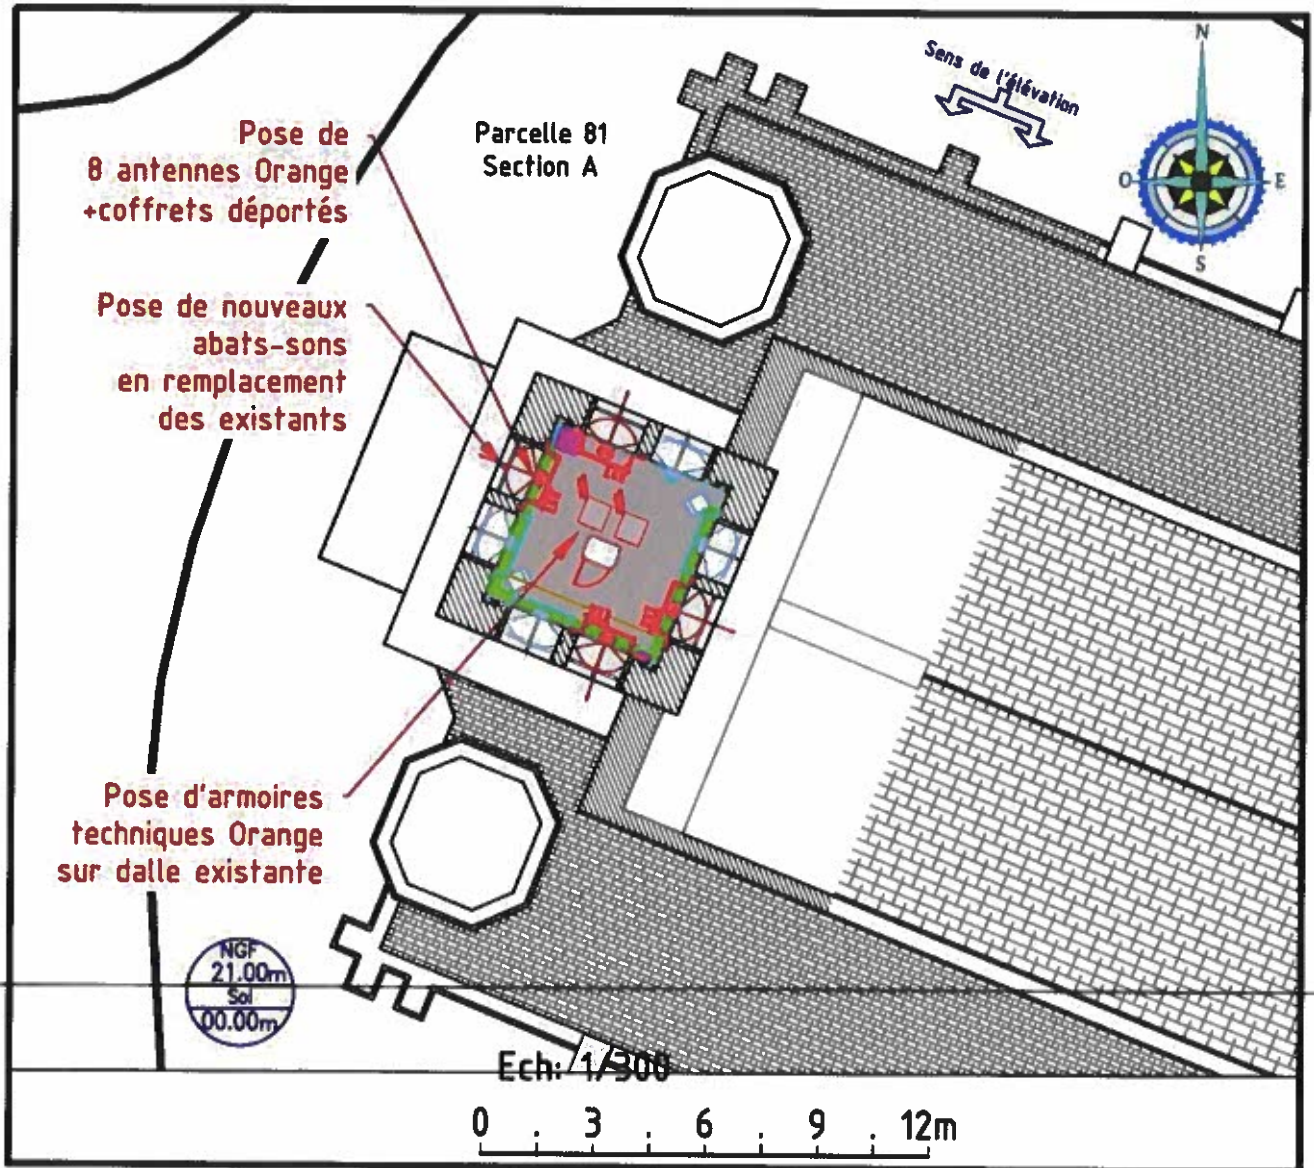 N
Sens de l'élévation
Pose de
8 antennes Orange
+coffrets déportés
Parcelle 81
Section A
O
E
S
Pose de nouveaux
abats-sons
en remplacement
des existants
Pose d'armoires
techniques Orange
sur dalle existante
NGF
21.00m
Sol
00.00m
Ech: 1/300
0 . 3 . 6 . 9 . 12m